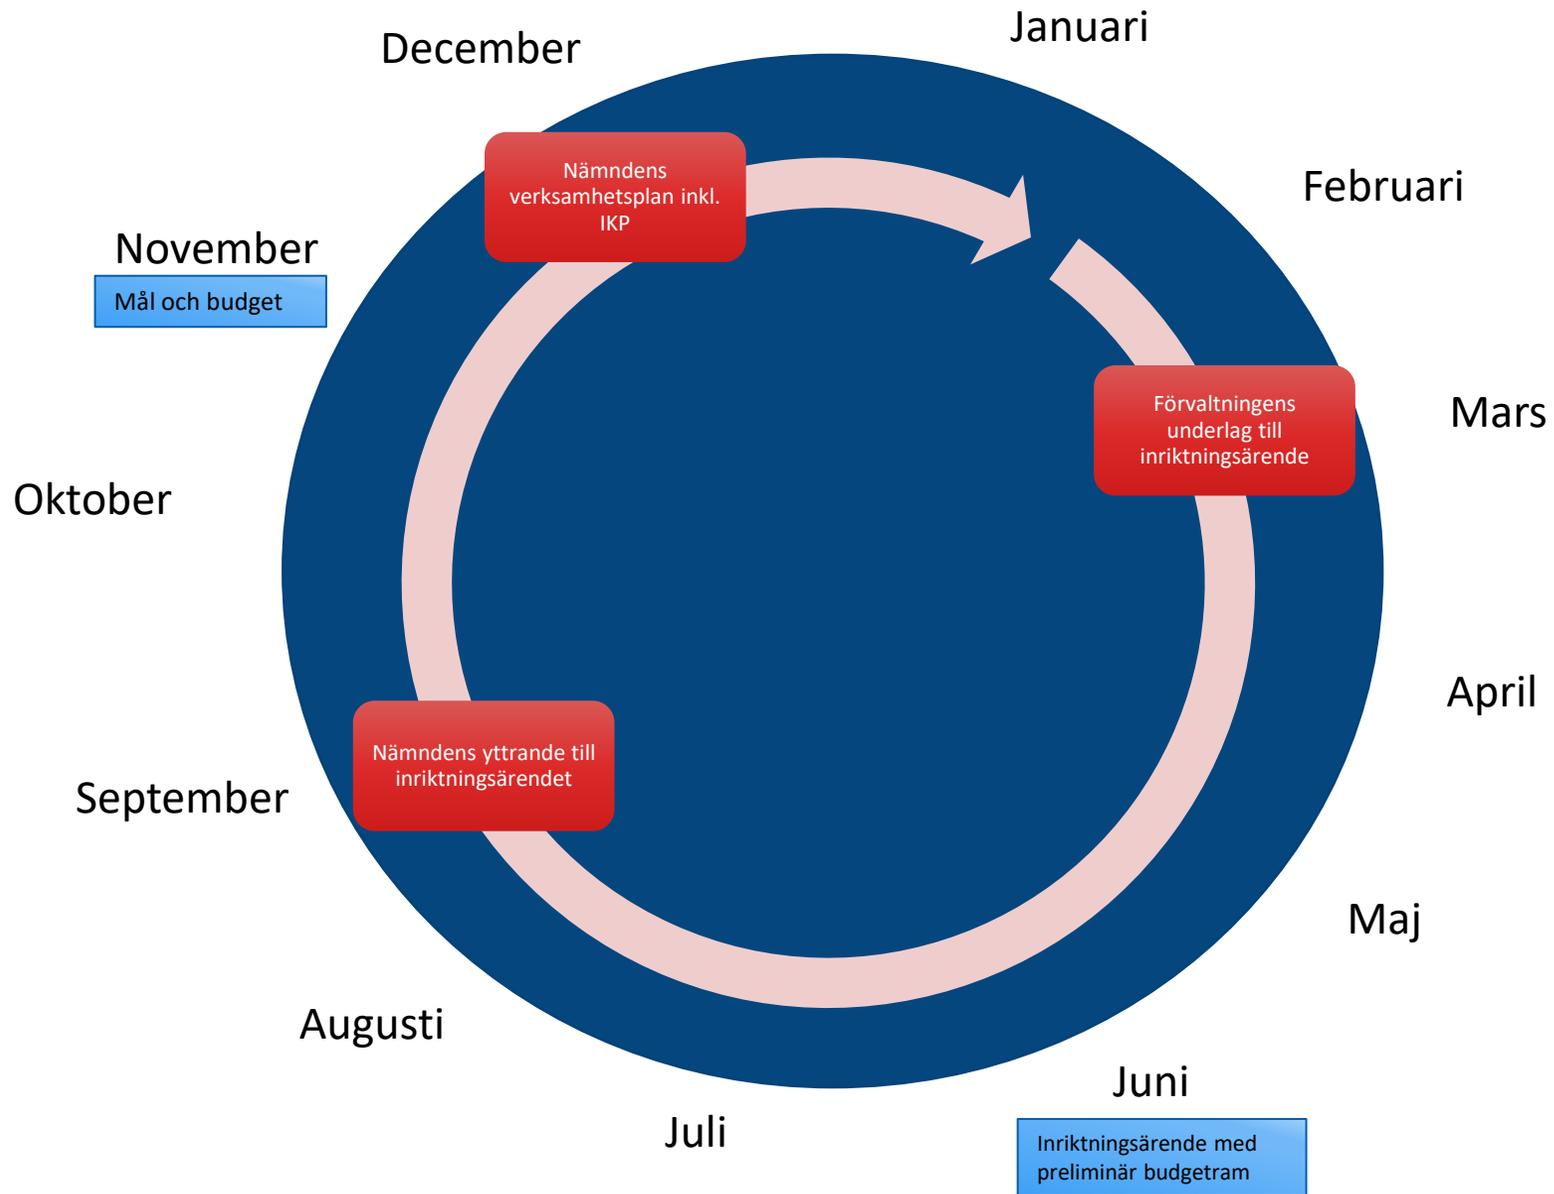 Januari
Februari
Mars
Förvaltningens
underlag till
inriktningsärende
April
Maj
Juni
Inriktningsärende med
preliminär budgetram
Juli
Augusti
September
Nämndens yttrande till
inriktningsärendet
Oktober
November
Mål och budget
December
Nämndens
verksamhetsplan inkl.
IKP